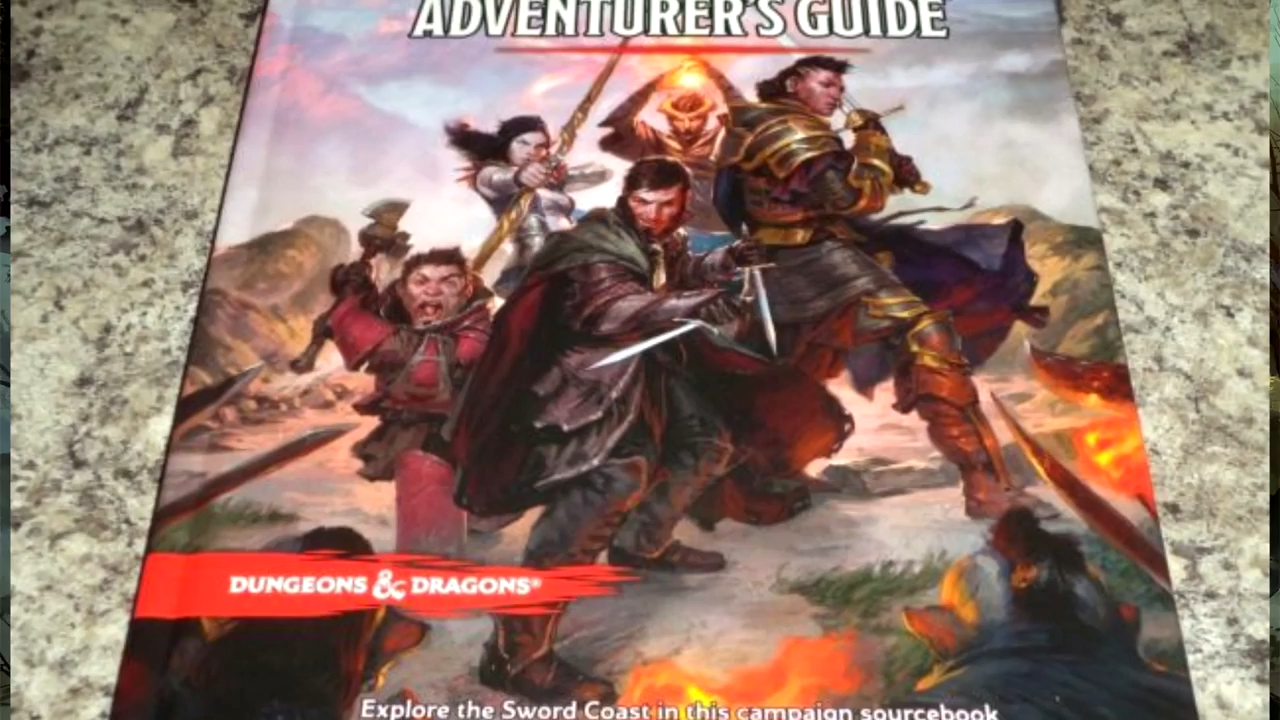 ADVENTURER'S GUIDE
DUNGEONS & DRAGONS®
Explore the Sword Coast in this campaign sourcebook